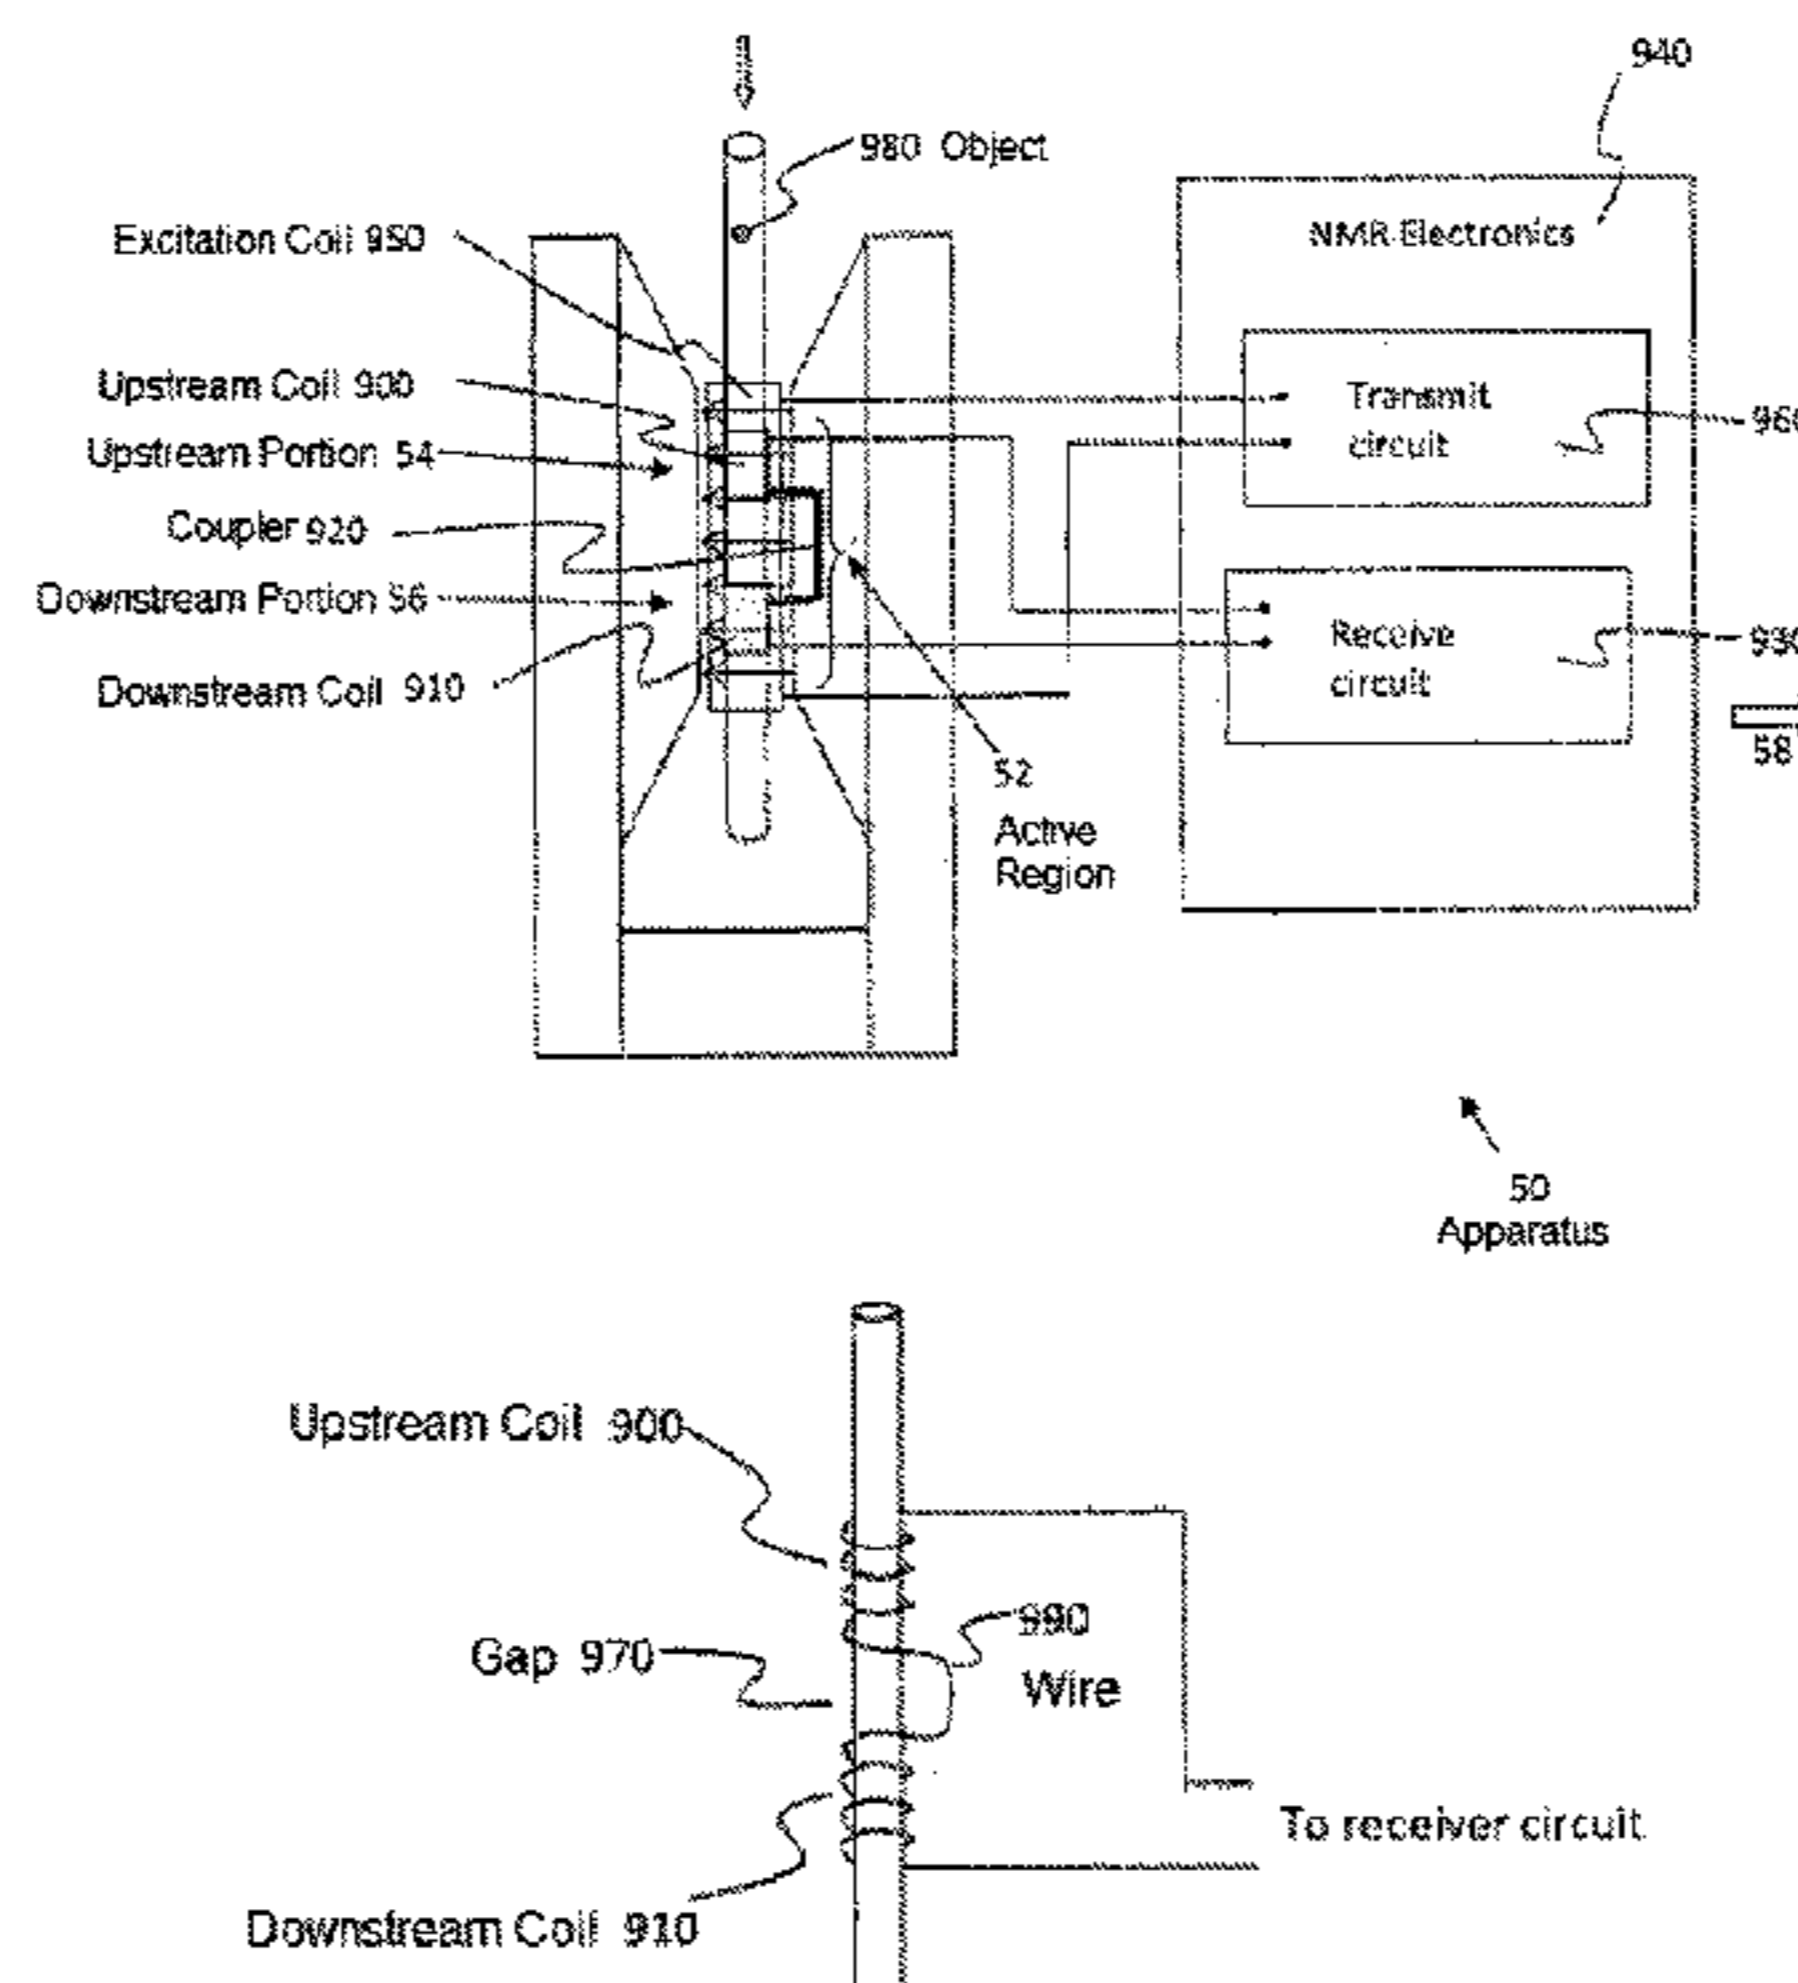 940
980 Object
Excitation Coil 950
NMR Electronics
Upstream Coil 900
Transmit
circuit
Upstream Portion 54
Coupler 920
Downstream Portion 56
Receive
circuit
Downstream Coil 910
58
52
Active
Region
50
Apparatus
Upstream Coil 900
990
Wire
Gap 970
To receiver circuit
Downstream Coil 910